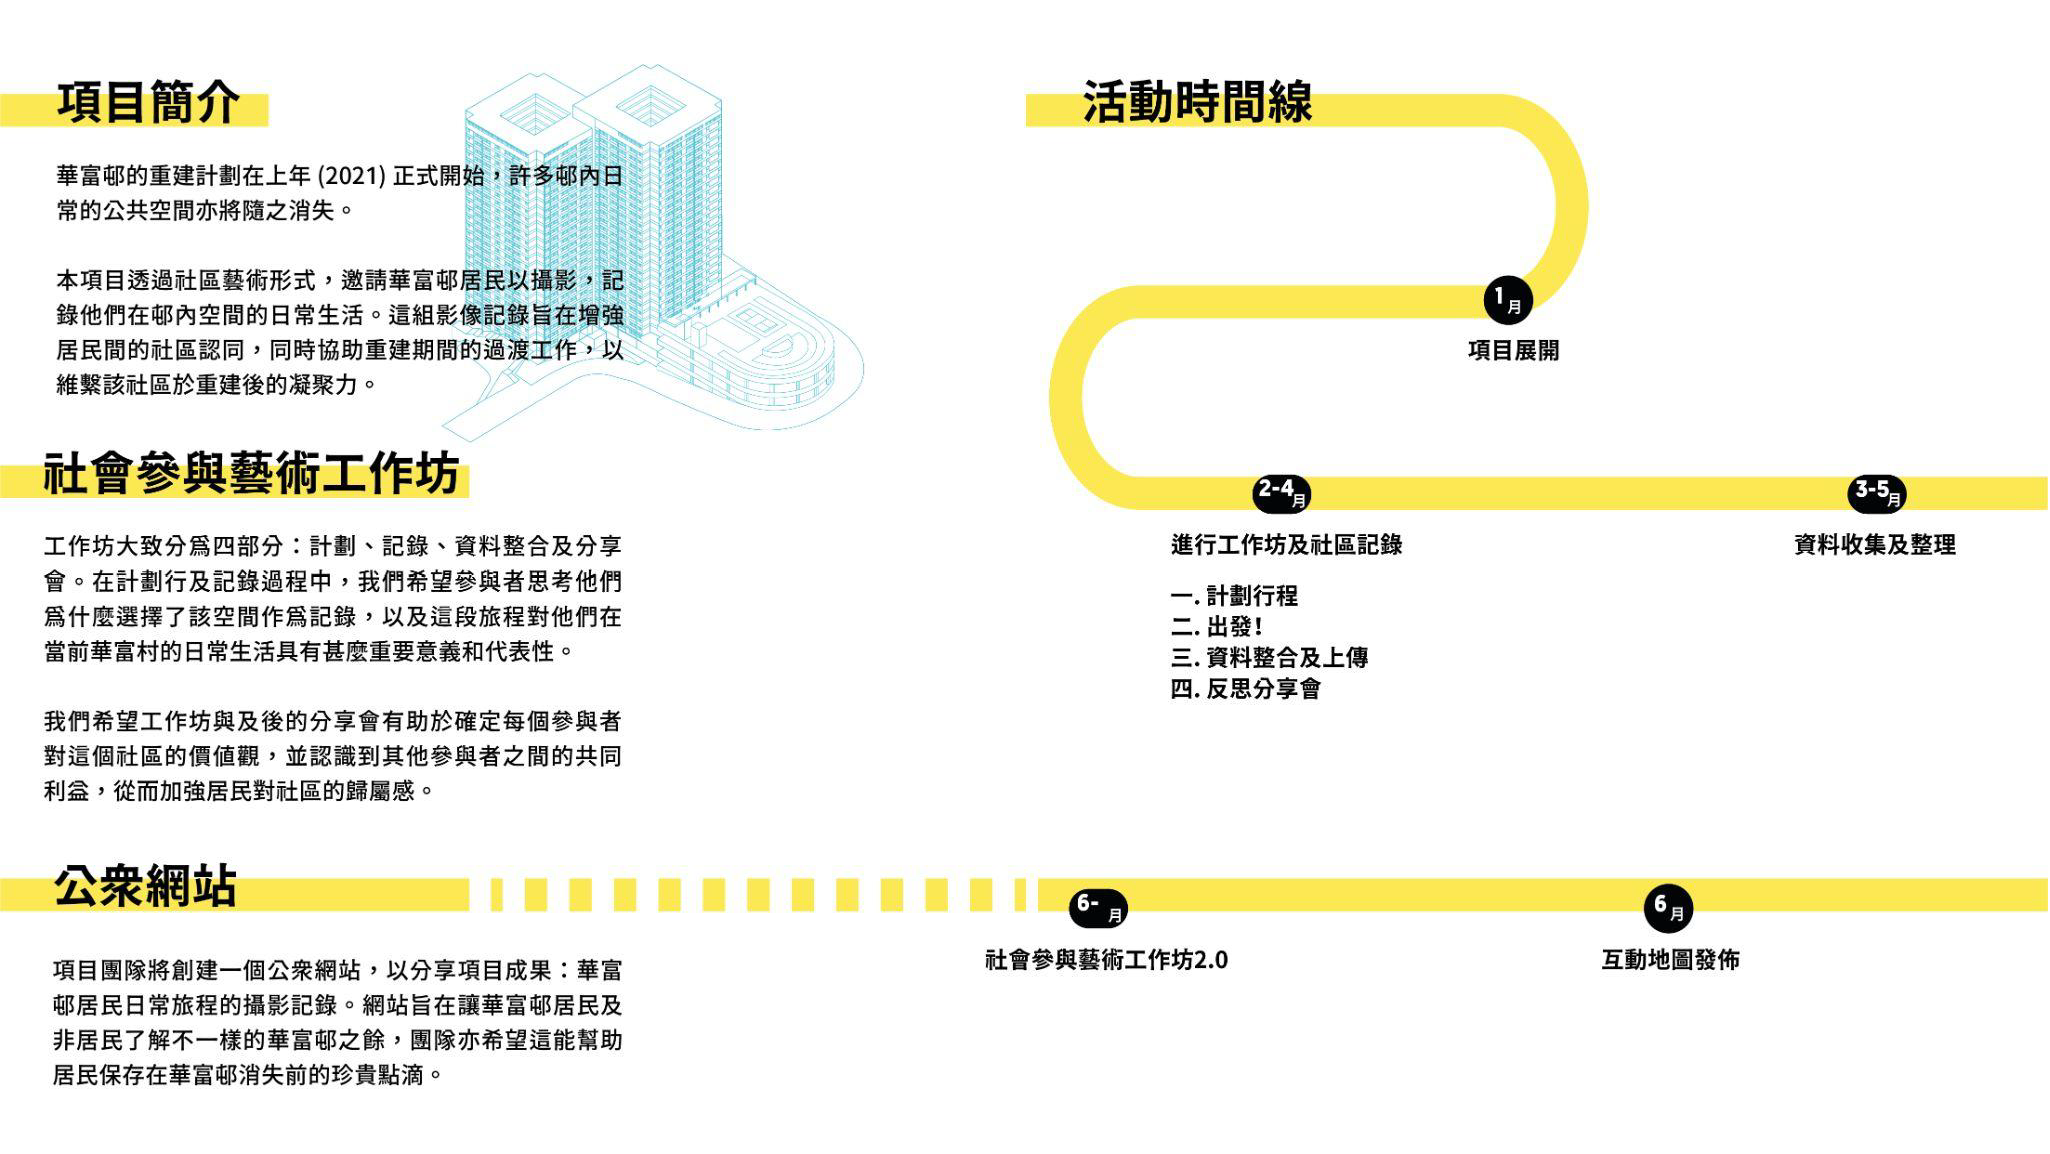 項目簡介
華富邨的重建計劃在上年 (2021) 正式開始，許多邨內日
常的公共空間亦將隨之消失。
本項目透過社區藝術形式，邀請華富邨居民以攝影，記
錄他們在邨內空間的日常生活。這組影像記錄旨在增強
居民間的社區認同，同時協助重建期間的過渡工作，以
維繫該社區於重建後的凝聚力。
社會參與藝術工作坊
工作坊大致分爲四部分：計劃、記錄、資料整合及分享
會。在計劃行及記錄過程中，我們希望參與者思考他們
爲什麼選擇了該空間作爲記錄，以及這段旅程對他們在
當前華富村的日常生活具有甚麼重要意義和代表性。
我們希望工作坊與及後的分享會有助於確定每個參與者
對這個社區的價值觀，並認識到其他參與者之間的共同
利益，從而加強居民對社區的歸屬感。
公衆網站
項目團隊將創建一個公衆網站，以分享項目成果：華富
邨居民日常旅程的攝影記錄。網站旨在讓華富邨居民及
非居民了解不一樣的華富邨之餘，團隊亦希望這能幫助
居民保存在華富邨消失前的珍貴點滴。
活動時間線
1月
項目展開
2-4月
進行工作坊及社區記錄
一. 計劃行程
二. 出發！
三. 資料整合及上傳
四. 反思分享會
3-5月
資料收集及整理
6月
互動地圖發佈
6- 月
社會參與藝術工作坊2.0